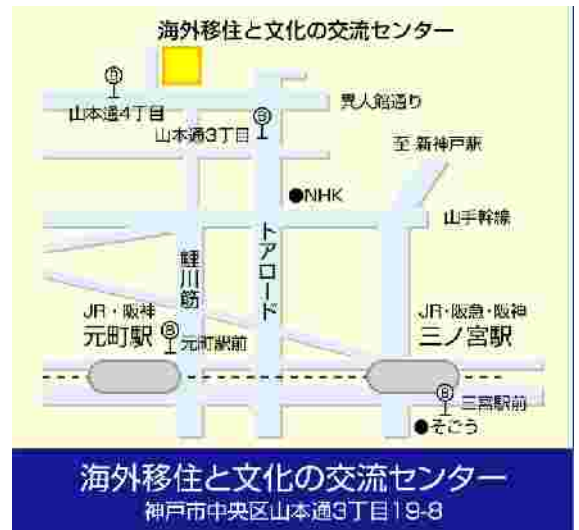 海外移住と文化の交流センター
山本通4丁目
異人館通り
山本通3丁目
至 新神戸駅
●NHK
山手幹線
鯉川筋
トアロード
JR・阪神
元町駅
元町駅前
JR・阪急・阪神
三ノ宮駅
三宮駅前
●そごう
海外移住と文化の交流センター
神戸市中央区山本通3丁目19-8